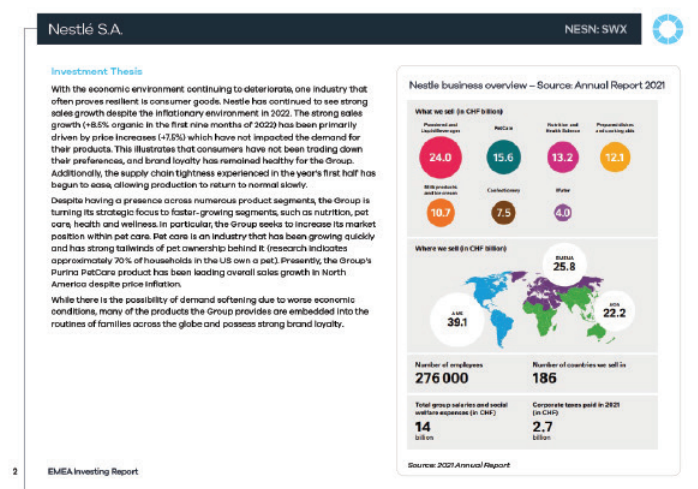 Nestlé S.A.
NESN: SWX
Investment Thesis
With the economic environment continuing to deteriorate, one industry that
often proves resilient is consumer goods. Nestle has continued to see strong
sales growth despite the inflationary environment in 2022. The strong sales
growth (+8.5% organic in the first nine months of 2022) has been primarily
driven by price increases (+7.5%) which have not impacted the demand for
their products. This illustrates that consumers have not been trading down
their preferences, and brand loyalty has remained healthy for the Group.
Additionally, the supply chain tightness experienced in the year's first half has
begun to ease, allowing production to return to normal slowly.
Despite having a presence across numerous product segments, the Group is
turning its strategic focus to faster-growing segments, such as nutrition, pet
care, health and wellness. In particular, the Group seeks to increase its market
position within pet care. Pet care is an industry that has been growing quickly
and has strong tailwinds of pet ownership behind it (research indicates
approximately 70% of households in the US own a pet). Presently, the Group's
Purina PetCare product has been leading overall sales growth in North
America despite price inflation.
While there is the possibility of demand softening due to worse economic
conditions, many of the products the Group provides are embedded into the
routines of families across the globe and possess strong brand loyalty.
Nestle business overview – Source: Annual Report 2021
What we sell (in CHF billion)
Powdered and
Liquid Beverages
PetCare
Nutrition and
Health Science
Prepared dishes
and cooking aids
24.0
15.6
13.2
12.1
Milk products
and Ice cream
Confectionery
Water
10.7
7.5
4.0
Where we sell (in CHF billion)
EMENA
25.8
AMS
39.1
AOA
22.2
Number of employees
276 000
Number of countries we sell in
186
Total group salaries and social
welfare expenses (in CHF)
14
billion
Corporate taxes paid in 2021
(in CHF)
2.7
billion
Source: 2021 Annual Report
2
EMEA Investing Report